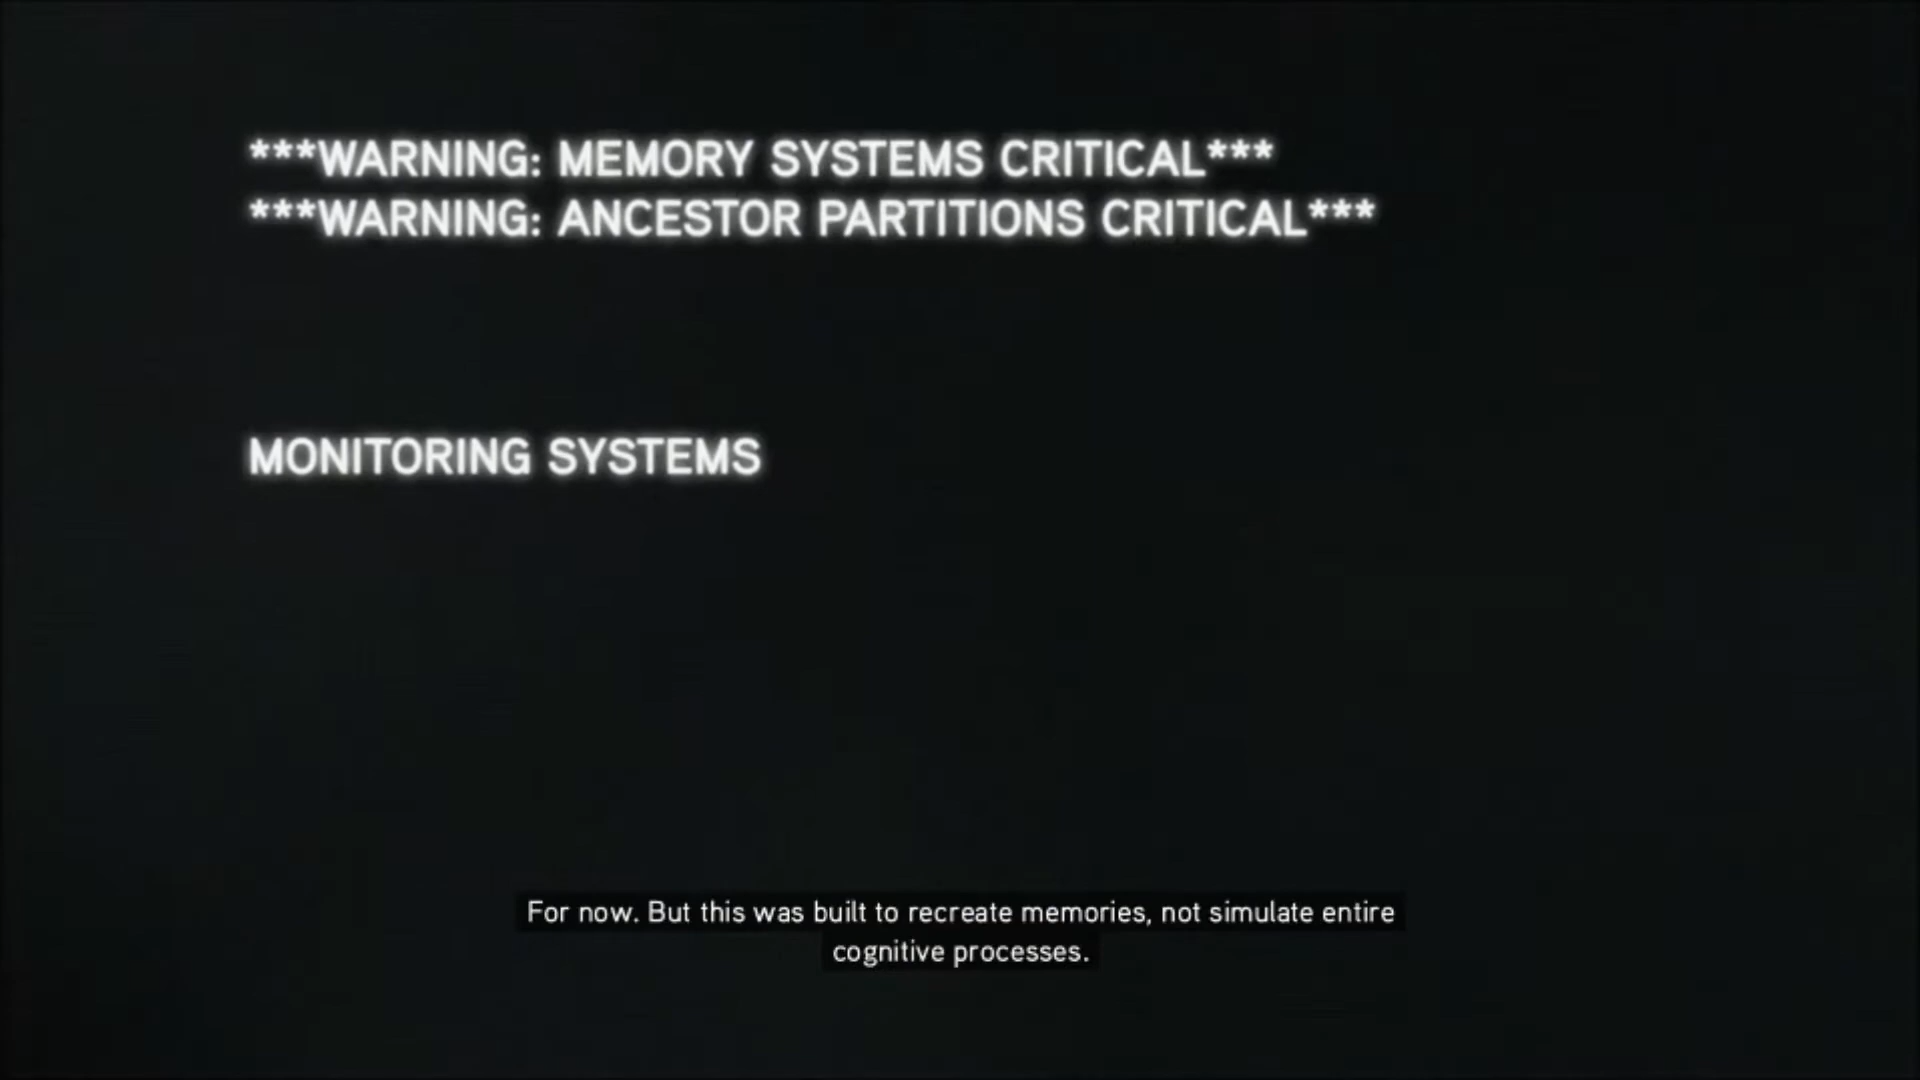 ***WARNING: MEMORY SYSTEMS CRITICAL***
***WARNING: ANCESTOR PARTITIONS CRITICAL***
MONITORING SYSTEMS
For now. But this was built to recreate memories, not simulate entire
cognitive processes.